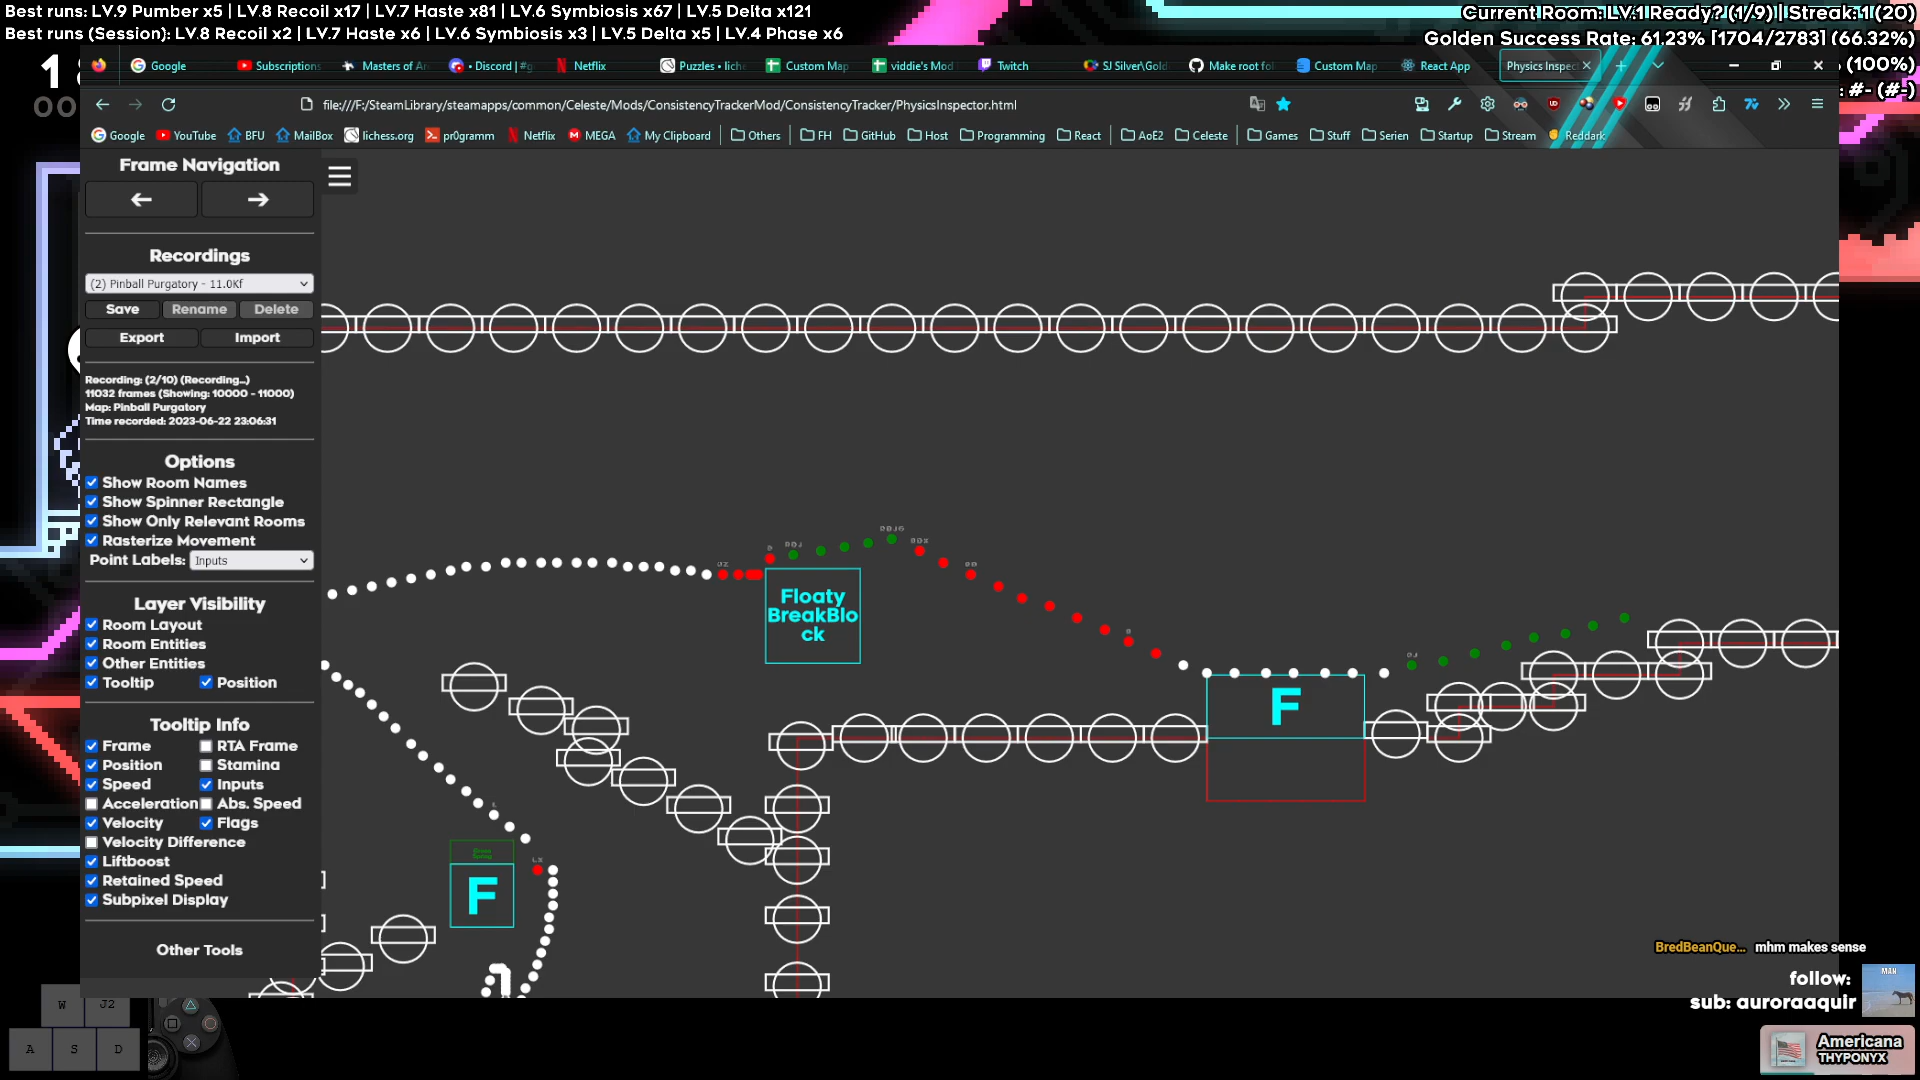 Best runs: LV.9 Pumber x5 | LV.8 Recoil x17 | LV.7 Haste x81 | LV.6 Symbiosis x67 | LV.5 Delta x121
Best runs (Session): LV.8 Recoil x2 | LV.7 Haste x6 | LV.6 Symbiosis x3 | LV.5 Delta x5 | LV.4 Phase x6
Current Room: LV.1 Ready? (1/9) | Streak: 1 (20)
Golden Success Rate: 61.23% [1704/2783] (66.32%)
(100%)
: #- (#-)
Google
Subscriptions
Masters of Ar
Discord | #g
Netflix
Puzzles • liche
Custom Map
viddie's Mod
Twitch
SJ Silver\Gold
Make root fol
Custom Map
React App
Physics Inspec
file:///F:/SteamLibrary/steamapps/common/Celeste/Mods/ConsistencyTrackerMod/ConsistencyTracker/PhysicsInspector.html
Google
YouTube
BFU
MailBox
lichess.org
pr0gramm
Netflix
MEGA
My Clipboard
Others
FH
GitHub
Host
Programming
React
AoE2
Celeste
Games
Stuff
Serien
Startup
Stream
Reddark
Frame Navigation
Recordings
(2) Pinball Purgatory - 11.0Kf
Save Rename Delete
Export Import
Recording: (2/10) (Recording...)
11032 frames (Showing: 10000 - 11000)
Map: Pinball Purgatory
Time recorded: 2023-06-22 23:06:31
Options
Show Room Names
Show Spinner Rectangle
Show Only Relevant Rooms
Rasterize Movement
Point Labels: Inputs
Layer Visibility
Room Layout
Room Entities
Other Entities
Tooltip Position
Tooltip Info
Frame RTA Frame
Position Stamina
Speed Inputs
Acceleration Abs. Speed
Velocity Flags
Velocity Difference
Liftboost
Retained Speed
Subpixel Display
Other Tools
Floaty
BreakBlo
ck
F
F
BredBeanQue... mhm makes sense
follow:
sub: auroraaquir
MAH
Americana
THYPONYX
W J2
A S D